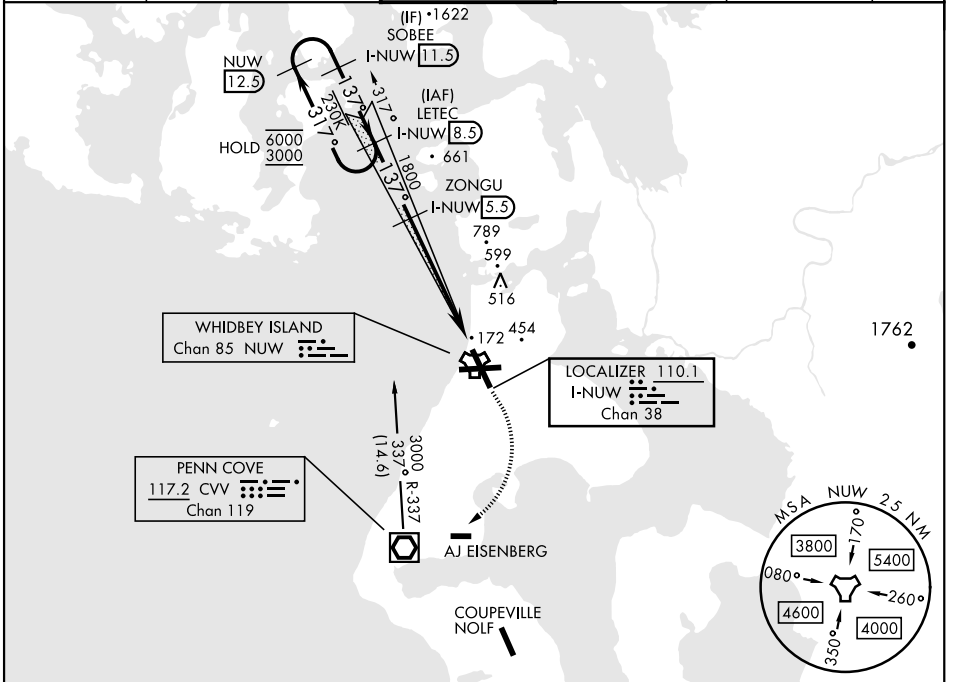 (IF)
1622
SOBEE
I-NUW 11.5
NUW
12.5
137°
317°
(IAF)
LETEC
I-NUW 8.5
661
230K
317°
HOLD
6000
3000
1800
137°
ZONGU
I-NUW 5.5
789
599
516
172
454
1762
WHIDBEY ISLAND
Chan 85 NUW
LOCALIZER 110.1
I-NUW
Chan 38
3000
337° R-337
(14.6)
PENN COVE
117.2 CVV
Chan 119
AJ EISENBERG
COUPEVILLE
NOLF
MSA NUW 25 NM
170°
3800
5400
080°
260°
4600
4000
350°